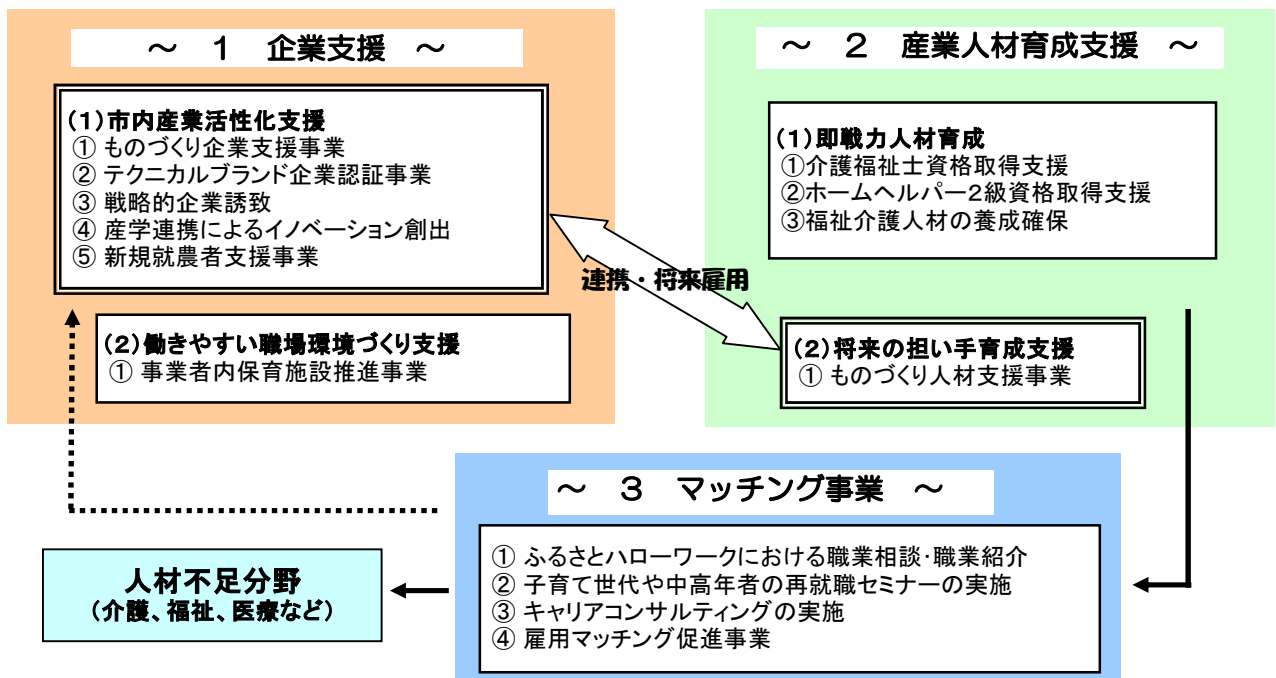 ～　１　企業支援　～
(1)市内産業活性化支援
① ものづくり企業支援事業
② テクニカルブランド企業認証事業
③ 戦略的企業誘致
④ 産学連携によるイノベーション創出
⑤ 新規就農者支援事業
(2)働きやすい職場環境づくり支援
① 事業者内保育施設推進事業
連携・将来雇用
～　２　産業人材育成支援　～
(1)即戦力人材育成
①介護福祉士資格取得支援
②ホームヘルパー２級資格取得支援
③福祉介護人材の養成確保
(2)将来の担い手育成支援
① ものづくり人材支援事業
～　３　マッチング事業　～
① ふるさとハローワークにおける職業相談・職業紹介
② 子育て世代や中高年者の再就職セミナーの実施
③ キャリアコンサルティングの実施
④ 雇用マッチング促進事業
人材不足分野
（介護、福祉、医療など）